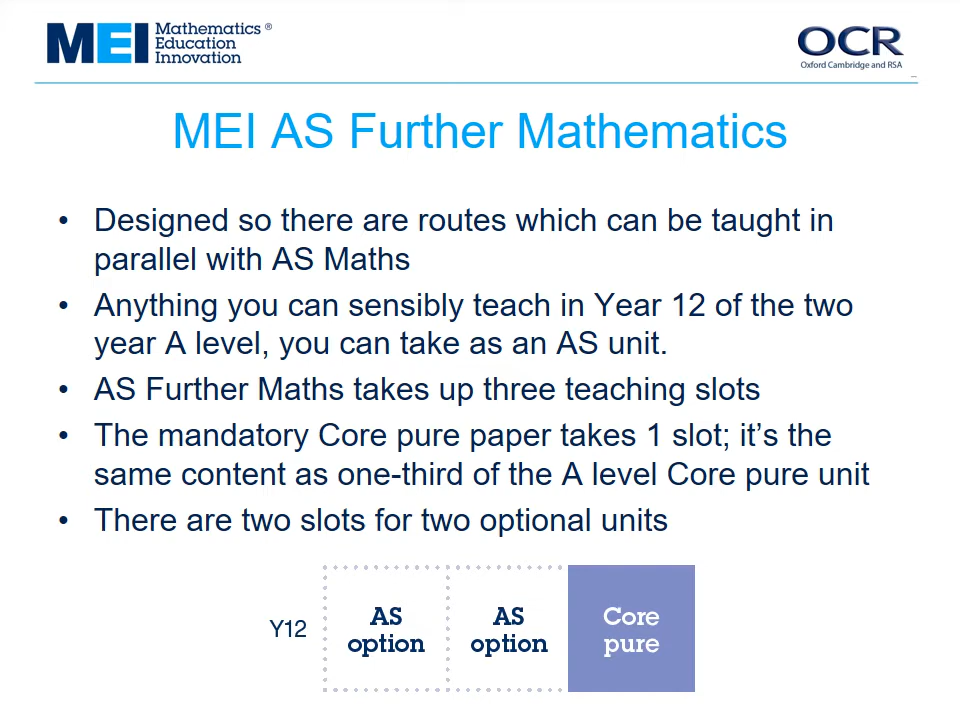 MEI Mathematics ®
Education
Innovation
OCR
Oxford Cambridge and RSA
MEI AS Further Mathematics
• Designed so there are routes which can be taught in
parallel with AS Maths
• Anything you can sensibly teach in Year 12 of the two
year A level, you can take as an AS unit.
• AS Further Maths takes up three teaching slots
• The mandatory Core pure paper takes 1 slot; it’s the
same content as one-third of the A level Core pure unit
• There are two slots for two optional units
Y12
AS
option
AS
option
Core
pure